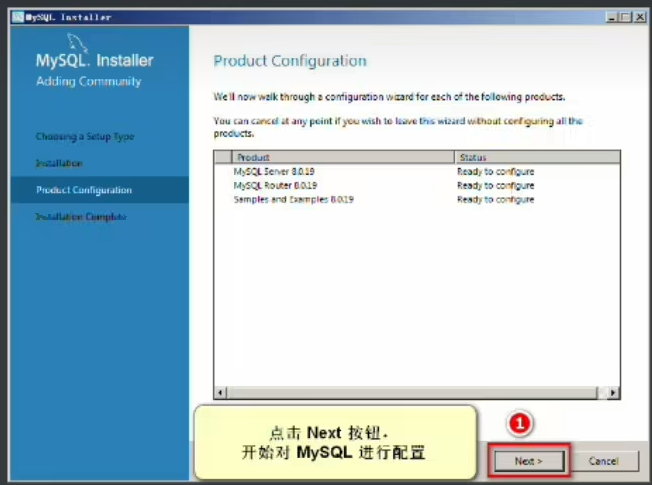 MySQL Installer
MySQL. Installer
Adding Community
Choosing a Setup Type
Installation
Product Configuration
Installation Complete
Product Configuration
We'll now walk through a configuration wizard for each of the following products.
You can cancel at any point if you wish to leave this wizard without configuring all the
products.
Product Status
MySQL Server 8.0.19 Ready to configure
MySQL Router 8.0.19 Ready to configure
Samples and Examples 8.0.19 Ready to configure
点击 Next 按钮，
开始对 MySQL 进行配置
1
Next > Cancel